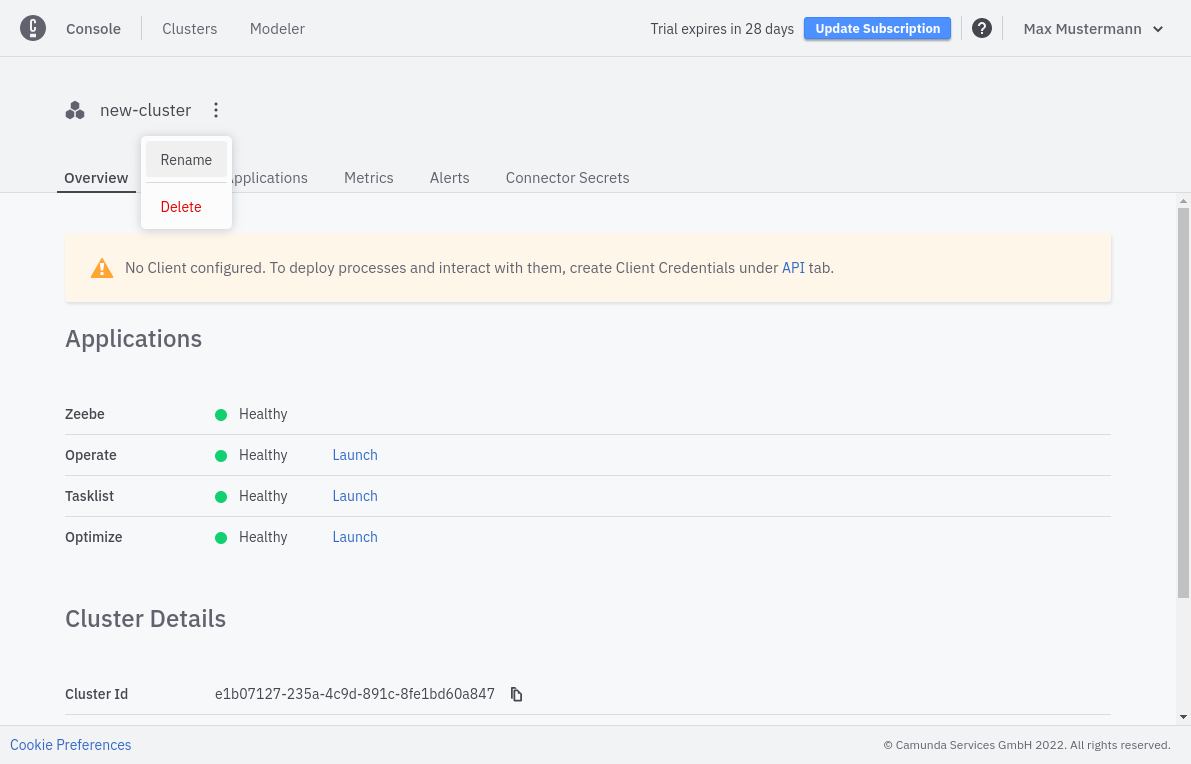 Console Clusters Modeler Trial expires in 28 days Update Subscription ? Max Mustermann
new-cluster
Rename
Overview pplications Metrics Alerts Connector Secrets
Delete
No Client configured. To deploy processes and interact with them, create Client Credentials under API tab.
Applications
Zeebe Healthy
Operate Healthy Launch
Tasklist Healthy Launch
Optimize Healthy Launch
Cluster Details
Cluster Id e1b07127-235a-4c9d-891c-8fe1bd60a847
Cookie Preferences © Camunda Services GmbH 2022. All rights reserved.